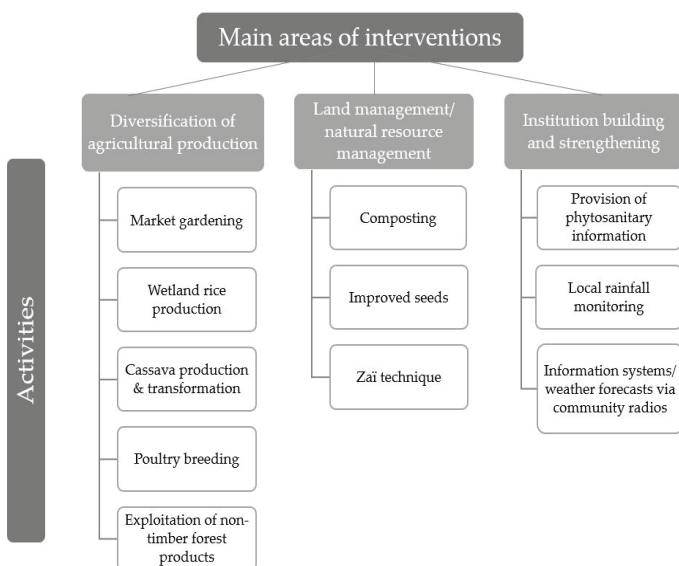 Main areas of interventions
Diversification of
agricultural production
Land management/
natural resource
management
Institution building
and strengthening
Activities
Market gardening
Wetland rice
production
Cassava production
& transformation
Poultry breeding
Exploitation of non-
timber forest
products
Composting
Improved seeds
Zaï technique
Provision of
phytosanitary
information
Local rainfall
monitoring
Information systems/
weather forecasts via
community radios